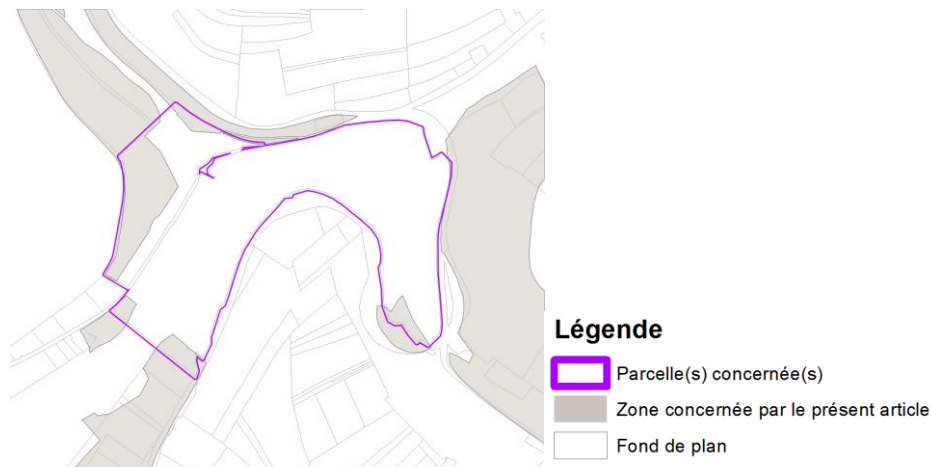 Légende
Parcelle(s) concernée(s)
Zone concernée par le présent article
Fond de plan